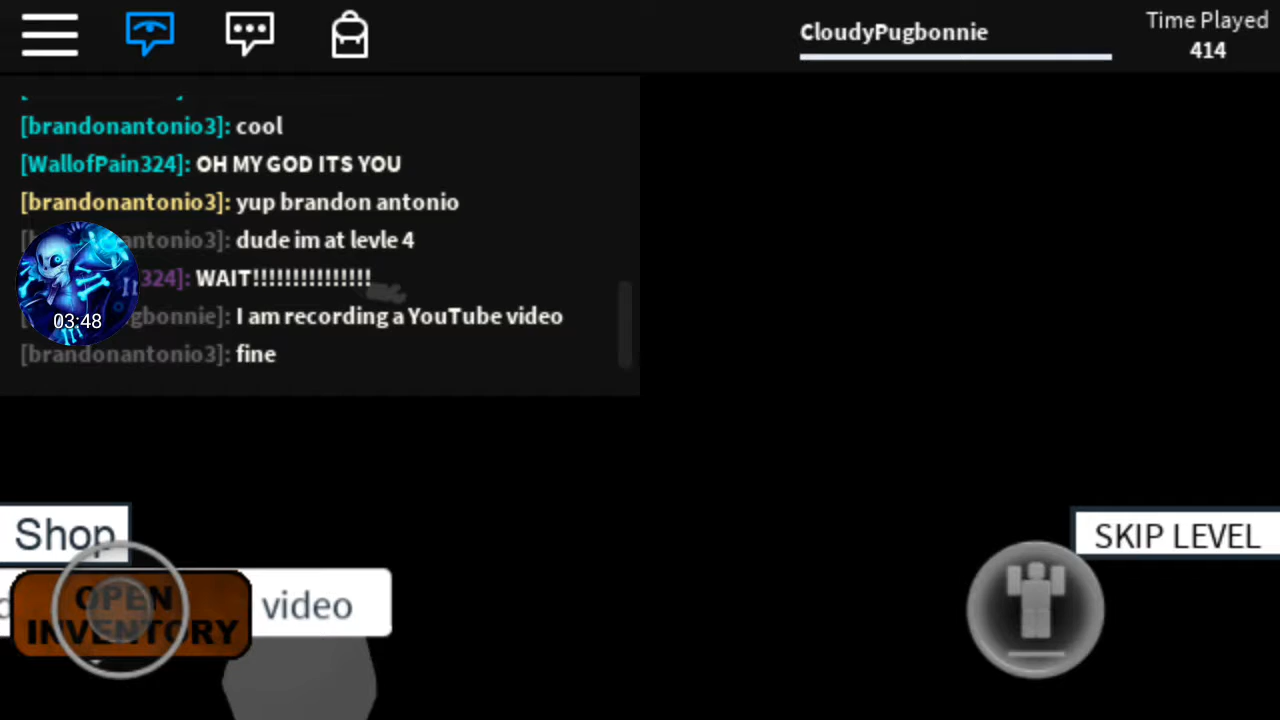 CloudyPugbonnie
Time Played
414
[brandonantonio3]: cool
[WallofPain324]: OH MY GOD ITS YOU
[brandonantonio3]: yup brandon antonio
antonio3]: dude im at levle 4
324]: WAIT!!!!!!!!!!!!!!!
gbonnie]: I am recording a YouTube video
[brandonantonio3]: fine
03:48
Shop
SKIP LEVEL
OPEN
INVENTORY
video